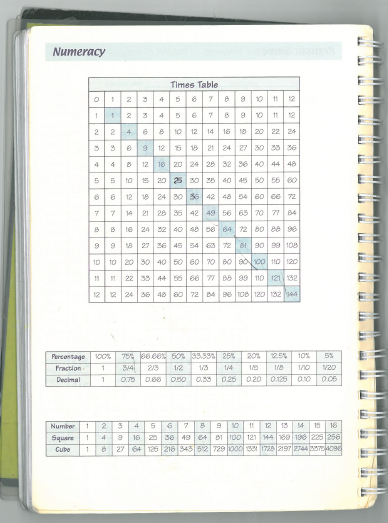 Numeracy
Times Table
0 1 2 3 4 5 6 7 8 9 10 11 12
1 1 2 3 4 5 6 7 8 9 10 11 12
2 2 4 6 8 10 12 14 16 18 20 22 24
3 3 6 9 12 15 18 21 24 27 30 33 36
4 4 8 12 16 20 24 28 32 36 40 44 48
5 5 10 15 20 25 30 35 40 45 50 55 60
6 6 12 18 24 30 36 42 48 54 60 66 72
7 7 14 21 28 35 42 49 56 63 70 77 84
8 8 16 24 32 40 48 56 64 72 80 88 96
9 9 18 27 36 45 54 63 72 81 90 99 108
10 10 20 30 40 50 60 70 80 90 100 110 120
11 11 22 33 44 55 66 77 88 99 110 121 132
12 12 24 36 48 60 72 84 96 108 120 132 144
Percentage 100% 75% 66.66% 50% 33.33% 25% 20% 12.5% 10% 5%
Fraction 1 3/4 2/3 1/2 1/3 1/4 1/5 1/8 1/10 1/20
Decimal 1 0.75 0.66 0.50 0.33 0.25 0.20 0.125 0.10 0.05
Number 1 2 3 4 5 6 7 8 9 10 11 12 13 14 15 16
Square 1 4 9 16 25 36 49 64 81 100 121 144 169 196 225 256
Cube 1 8 27 64 125 216 343 512 729 1000 1331 1728 2197 2744 3375 4096